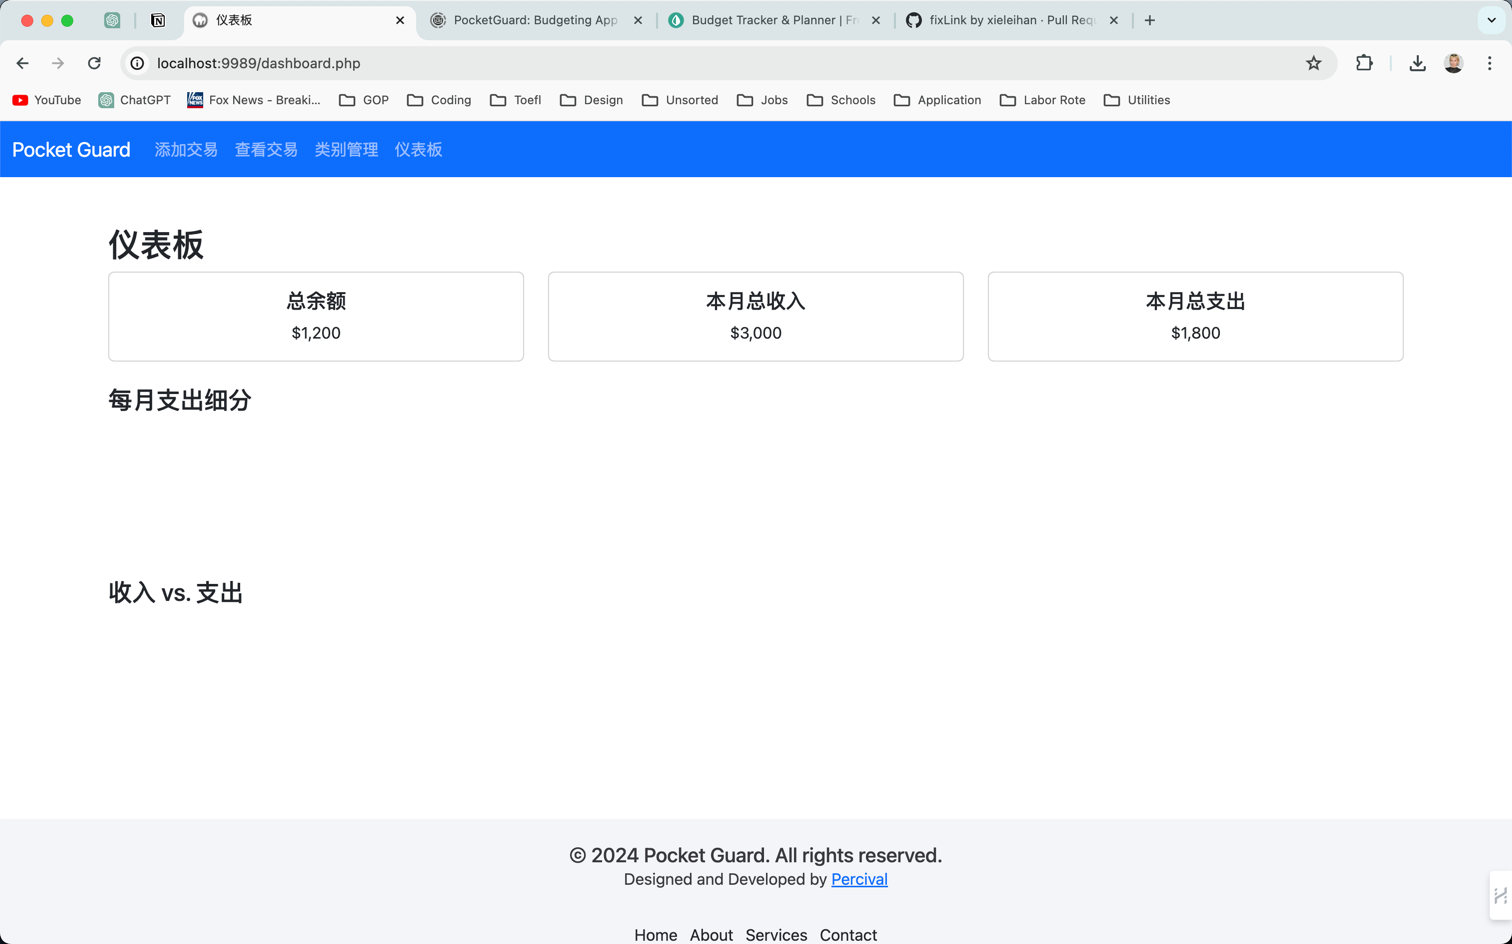 仪表板
PocketGuard: Budgeting App
Budget Tracker & Planner | Fr
fixLink by xieleihan · Pull Requ
localhost:9989/dashboard.php
YouTube ChatGPT Fox News - Breaki... GOP Coding Toefl Design Unsorted Jobs Schools Application Labor Rote Utilities
Pocket Guard 添加交易 查看交易 类别管理 仪表板
仪表板
总余额
$1,200
本月总收入
$3,000
本月总支出
$1,800
每月支出细分
收入 vs. 支出
© 2024 Pocket Guard. All rights reserved.
Designed and Developed by Percival
Home About Services Contact